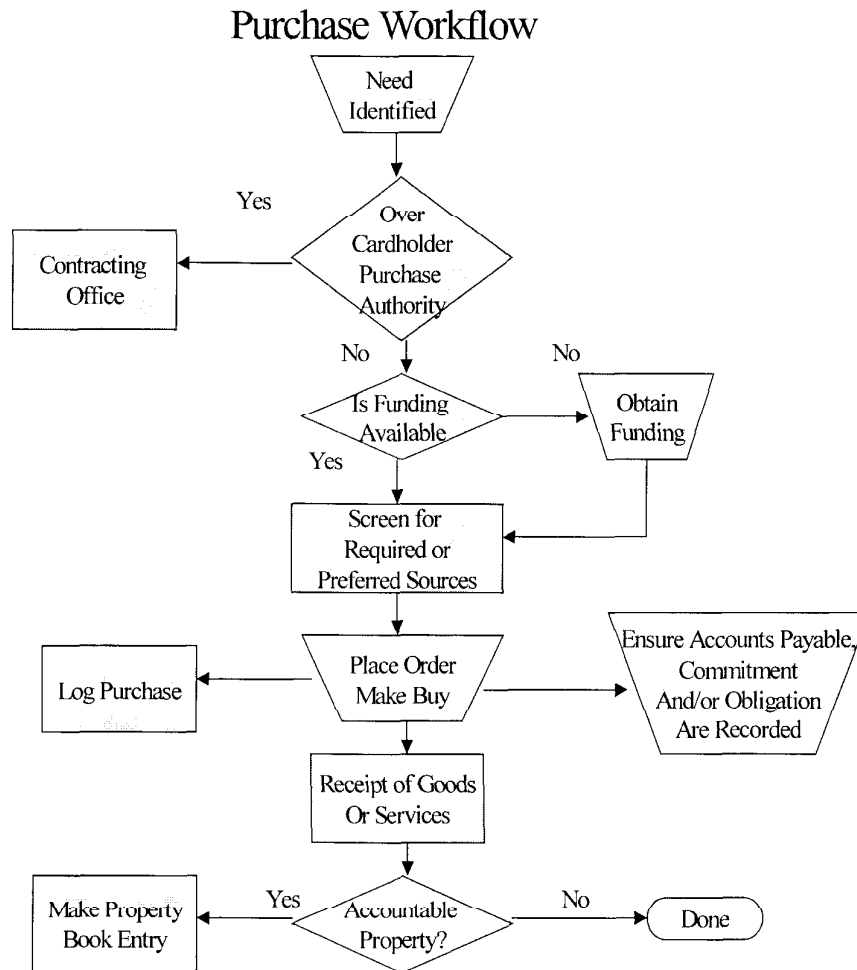 Purchase Workflow
Need
Identified
Yes
Over
Cardholder
Purchase
Authority
Contracting
Office
No
No
Is Funding
Available
Obtain
Funding
Yes
Screen for
Required or
Preferred Sources
Ensure Accounts Payable,
Commitment
And/or Obligation
Are Recorded
Place Order
Make Buy
Log Purchase
Receipt of Goods
Or Services
Yes
No
Make Property
Book Entry
Accountable
Property?
Done